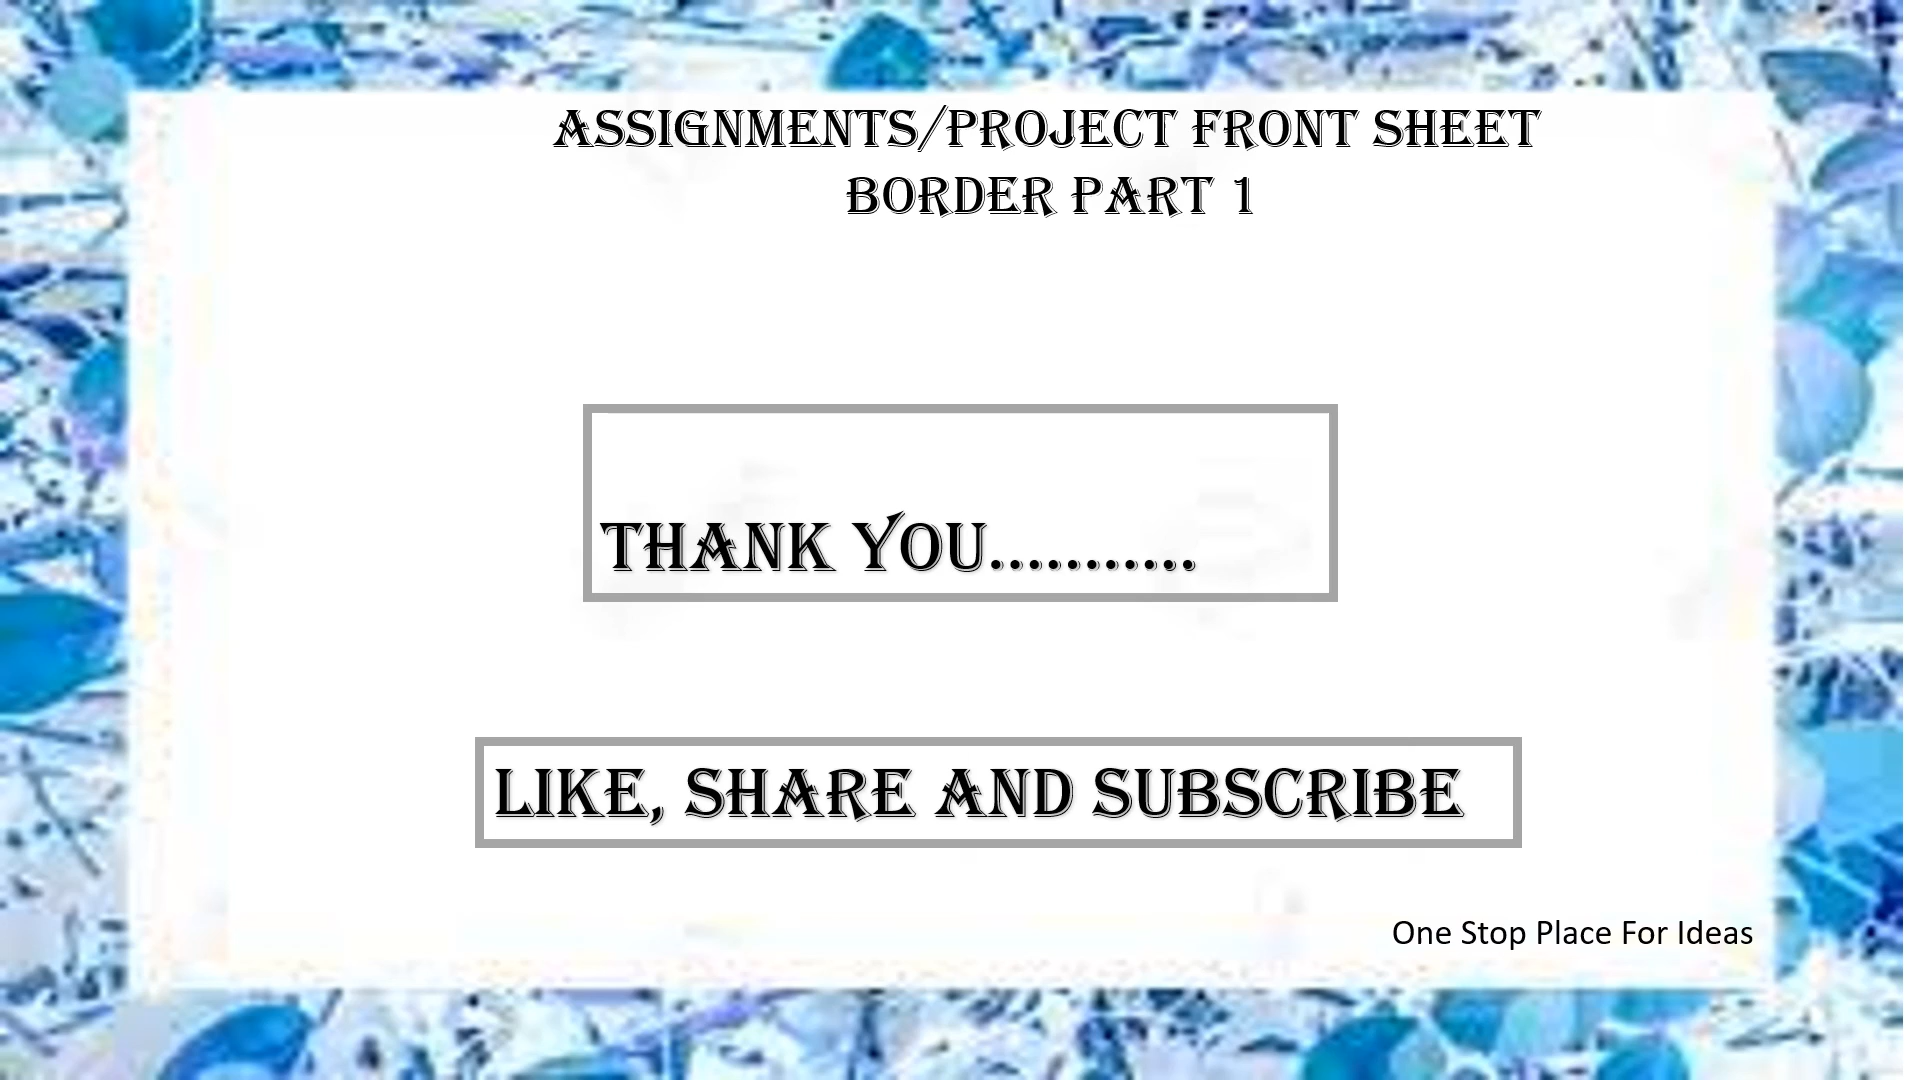 ASSIGNMENTS/PROJECT FRONT SHEET
BORDER PART 1
THANK YOU...........
LIKE, SHARE AND SUBSCRIBE
One Stop Place For Ideas